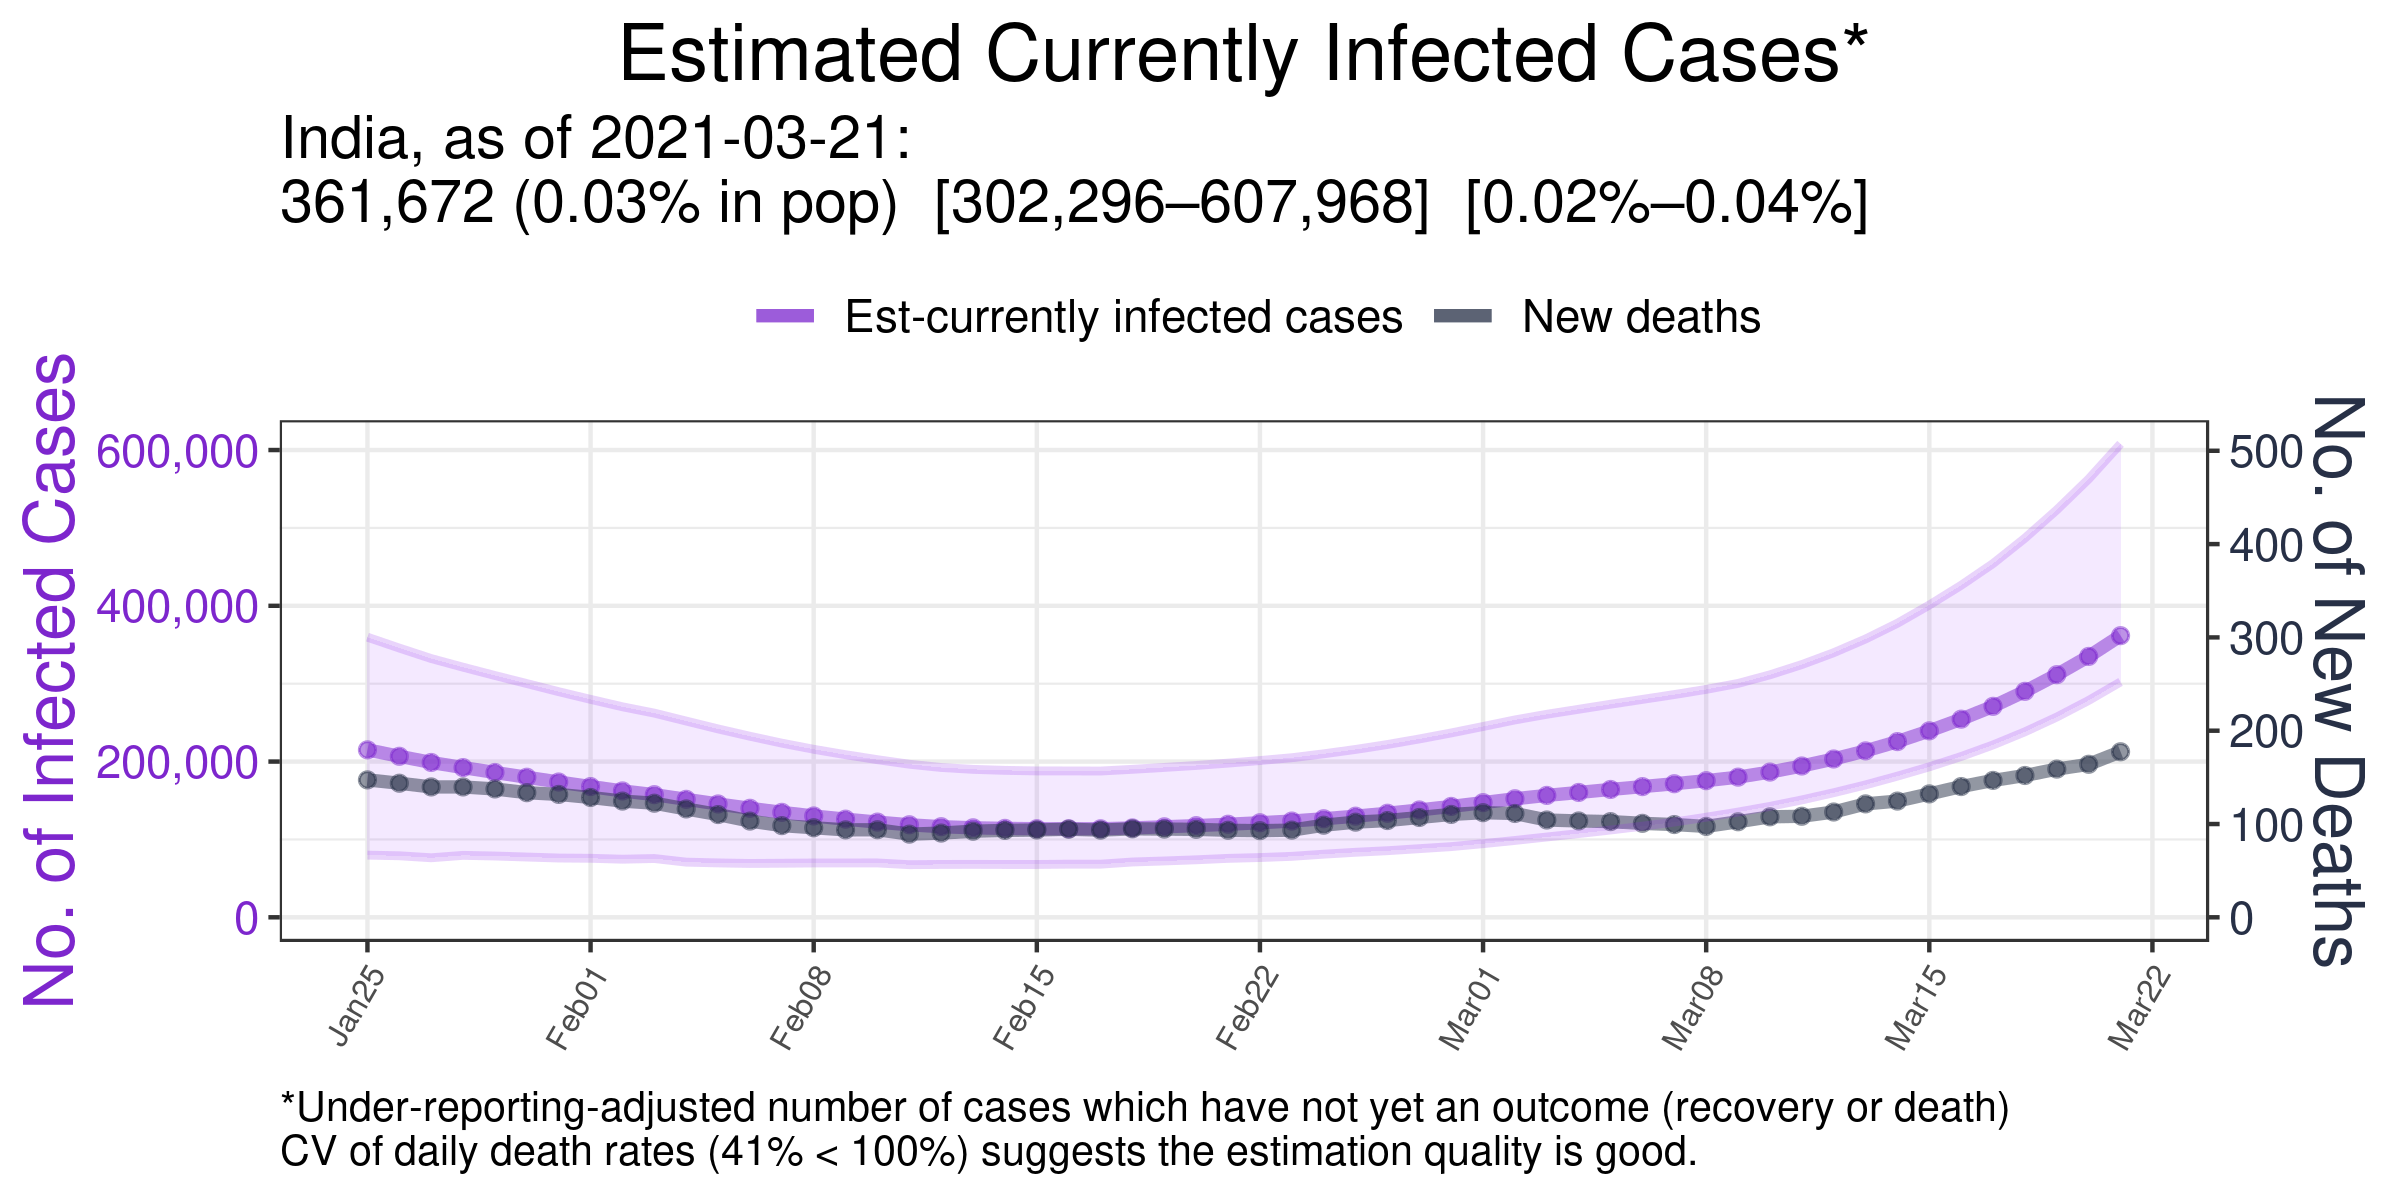 Estimated Currently Infected Cases*
India, as of 2021-03-21:
361,672 (0.03% in pop)  [302,296–607,968]  [0.02%–0.04%]
Est-currently infected cases
New deaths
No. of Infected Cases
600,000
400,000
200,000
0
500
400
300
200
100
0
No. of New Deaths
Jan25
Feb01
Feb08
Feb15
Feb22
Mar01
Mar08
Mar15
Mar22
*Under-reporting-adjusted number of cases which have not yet an outcome (recovery or death)
CV of daily death rates (41% < 100%) suggests the estimation quality is good.